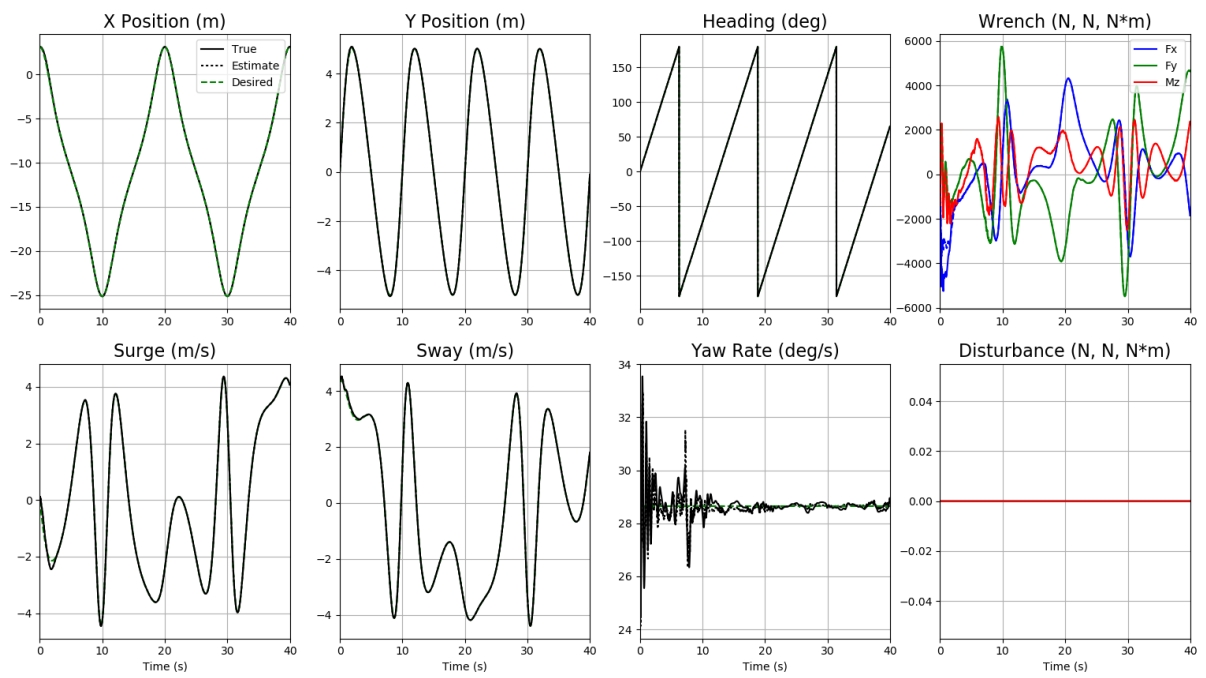 X Position (m)
0
−5
−10
−15
−20
−25
0 10 20 30 40
True
Estimate
Desired
Y Position (m)
4
2
0
−2
−4
0 10 20 30 40
Heading (deg)
150
100
50
0
−50
−100
−150
0 10 20 30 40
Wrench (N, N, N*m)
6000
4000
2000
0
−2000
−4000
−6000
0 10 20 30 40
Fx
Fy
Mz
Surge (m/s)
4
2
0
−2
−4
0 10 20 30 40
Time (s)
Sway (m/s)
4
2
0
−2
−4
0 10 20 30 40
Time (s)
Yaw Rate (deg/s)
34
32
30
28
26
24
0 10 20 30 40
Time (s)
Disturbance (N, N, N*m)
0.04
0.02
0.00
−0.02
−0.04
0 10 20 30 40
Time (s)